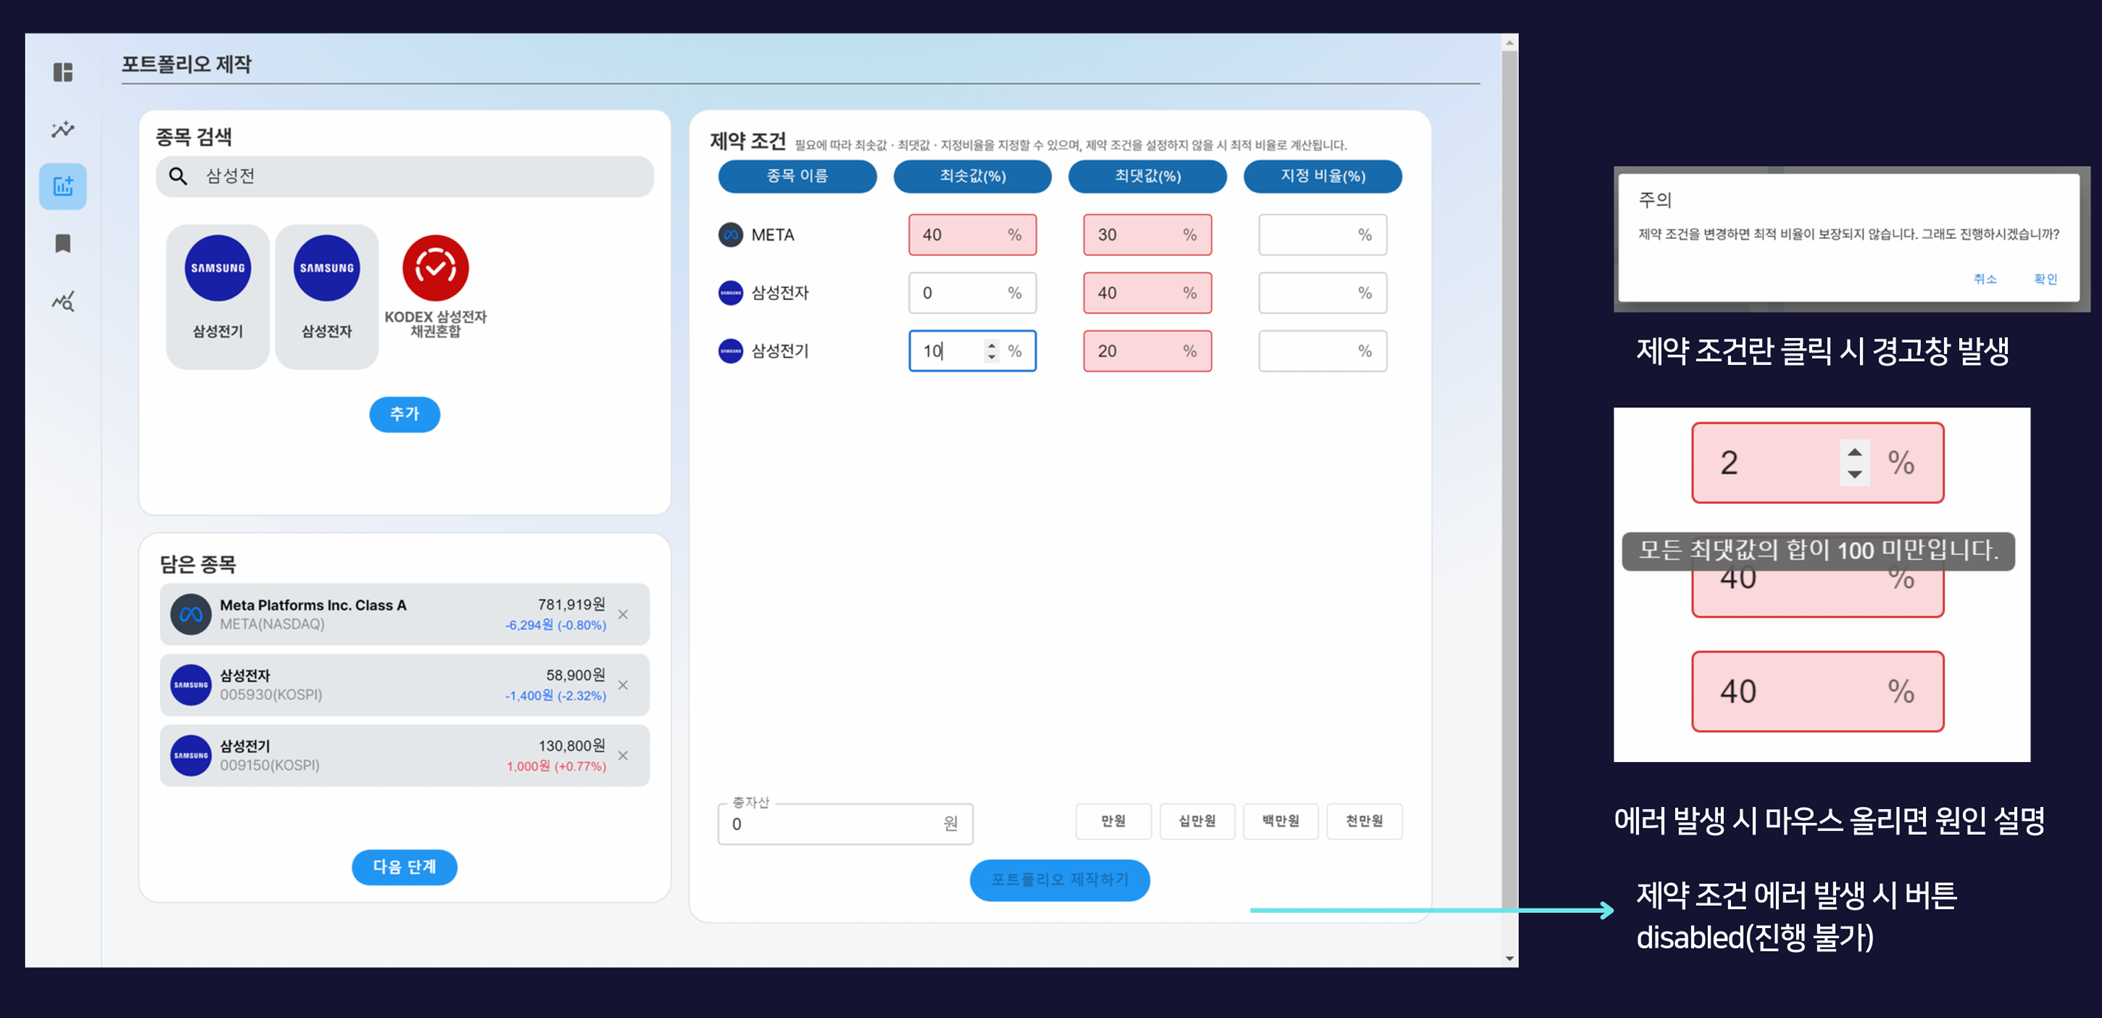 포트폴리오 제작
종목 검색
삼성전
SAMSUNG
삼성전기
SAMSUNG
삼성전자
KODEX 삼성전자
채권혼합
추가
담은 종목
Meta Platforms Inc. Class A
META(NASDAQ)
781,919원
-6,294원 (-0.80%)
SAMSUNG
삼성전자
005930(KOSPI)
58,900원
-1,400원 (-2.32%)
SAMSUNG
삼성전기
009150(KOSPI)
130,800원
1,000원 (+0.77%)
다음 단계
제약 조건 필요에 따라 최솟값 · 최댓값 · 지정비율을 지정할 수 있으며, 제약 조건을 설정하지 않을 시 최적 비율로 계산됩니다.
종목 이름 최솟값(%) 최댓값(%) 지정 비율(%)
META 40 % 30 % %
SAMSUNG 삼성전자 0 % 40 % %
SAMSUNG 삼성전기 10 % 20 % %
총자산
0 원
만원 십만원 백만원 천만원
포트폴리오 제작하기
주의
제약 조건을 변경하면 최적 비율이 보장되지 않습니다. 그래도 진행하시겠습니까?
취소 확인
제약 조건란 클릭 시 경고창 발생
2 %
모든 최댓값의 합이 100 미만입니다.
40 %
40 %
에러 발생 시 마우스 올리면 원인 설명
제약 조건 에러 발생 시 버튼
disabled(진행 불가)